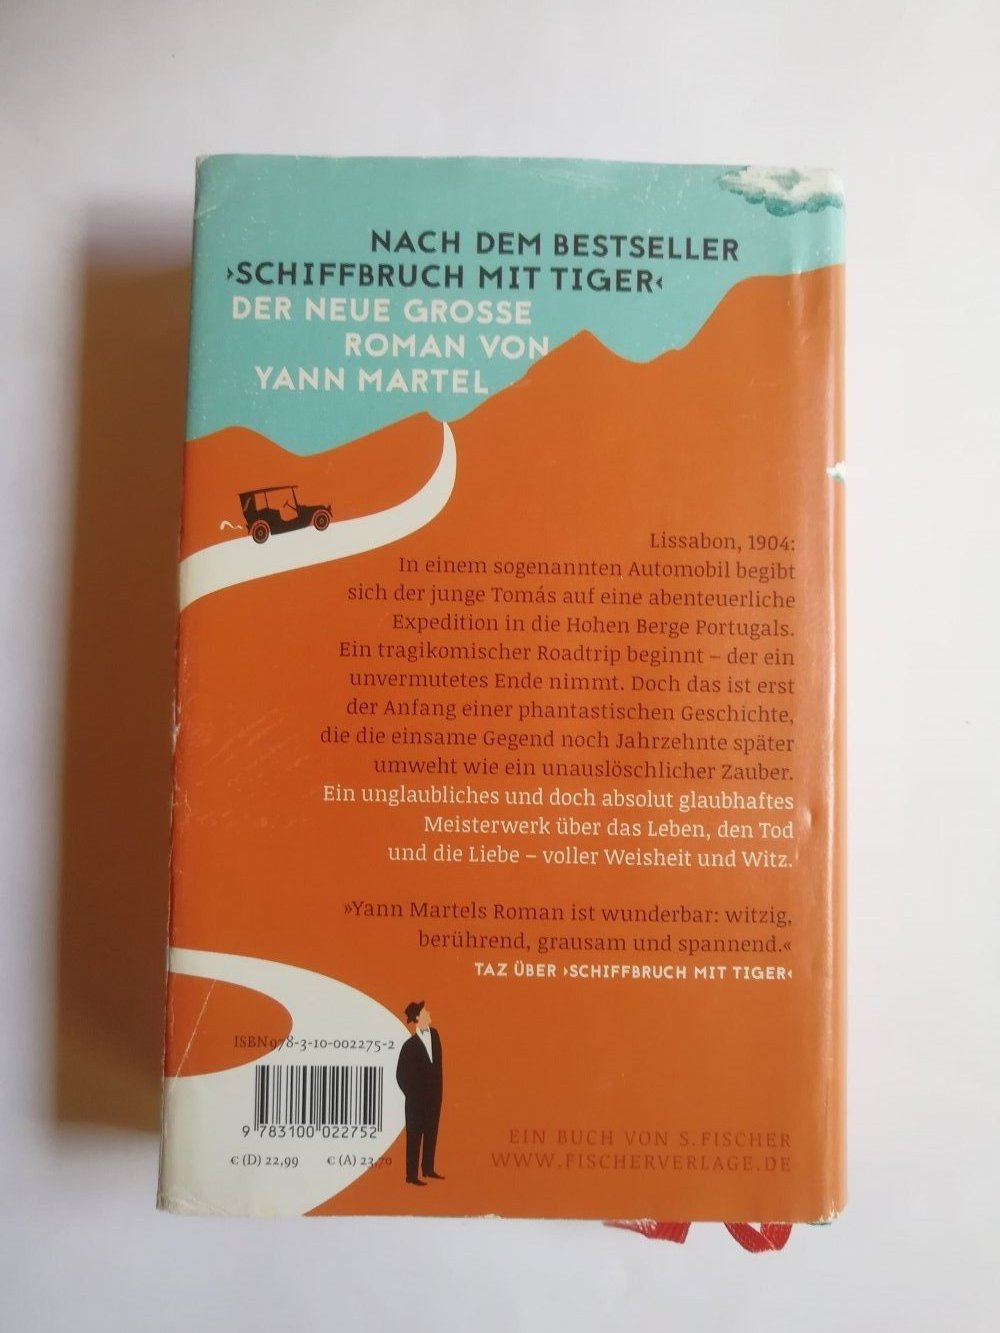 NACH DEM BESTSELLER
›SCHIFFBRUCH MIT TIGER‹
DER NEUE GROSSE
ROMAN VON
YANN MARTEL
Lissabon, 1904:
In einem sogenannten Automobil begibt
sich der junge Tomás auf eine abenteuerliche
Expedition in die Hohen Berge Portugals.
Ein tragikomischer Roadtrip beginnt – der ein
unvermutetes Ende nimmt. Doch das ist erst
der Anfang einer phantastischen Geschichte,
die die einsame Gegend noch Jahrzehnte später
umweht wie ein unauslöschlicher Zauber.
Ein unglaubliches und doch absolut glaubhaftes
Meisterwerk über das Leben, den Tod
und die Liebe – voller Weisheit und Witz.
»Yann Martels Roman ist wunderbar: witzig,
berührend, grausam und spannend.«
TAZ ÜBER ›SCHIFFBRUCH MIT TIGER‹
ISBN 978-3-10-002275-2
9 783100 022752
€ (D) 22,99 € (A) 23,70
EIN BUCH VON S. FISCHER
WWW.FISCHERVERLAGE.DE